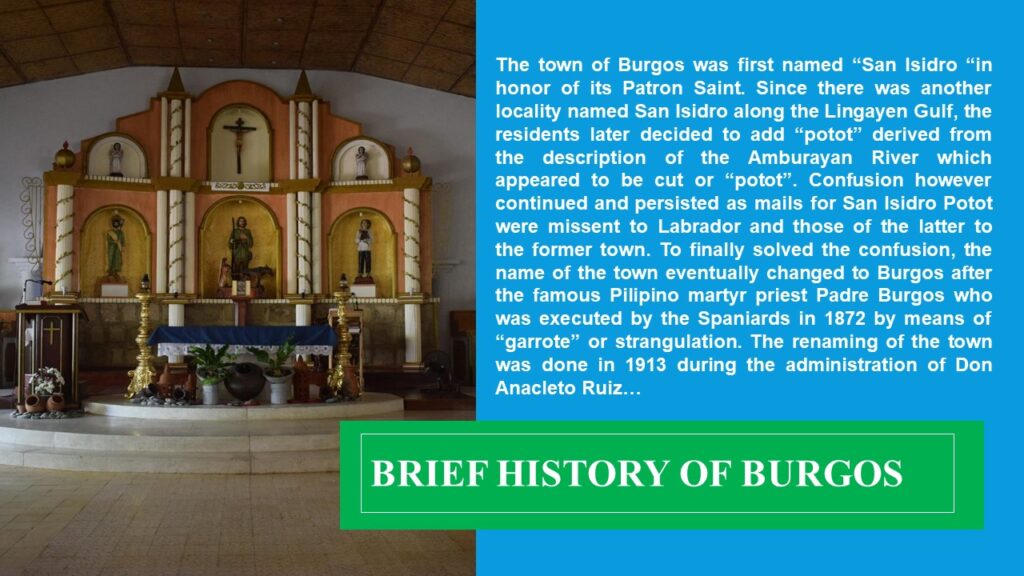 The town of Burgos was first named “San Isidro “in
honor of its Patron Saint. Since there was another
locality named San Isidro along the Lingayen Gulf, the
residents later decided to add “potot” derived from
the description of the Amburayan River which
appeared to be cut or “potot”. Confusion however
continued and persisted as mails for San Isidro Potot
were missent to Labrador and those of the latter to
the former town. To finally solved the confusion, the
name of the town eventually changed to Burgos after
the famous Pilipino martyr priest Padre Burgos who
was executed by the Spaniards in 1872 by means of
“garrote” or strangulation. The renaming of the town
was done in 1913 during the administration of Don
Anacleto Ruiz…
BRIEF HISTORY OF BURGOS